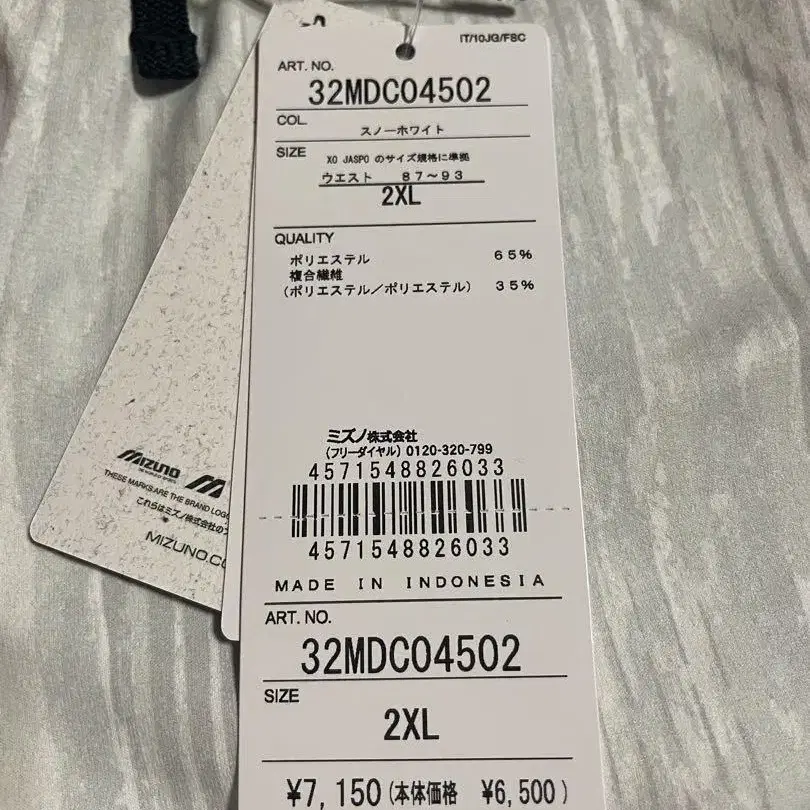 IT/10JG/FSC
ART. NO.
32MDC04502
COL.
スノーホワイト
SIZE
XO JASPO のサイズ規格に準拠
ウエスト 87~93
2XL
QUALITY
ポリエステル 65%
複合繊維
(ポリエステル/ポリエステル) 35%
ミズノ株式会社
(フリーダイヤル) 0120-320-799
4571548826033
4571548826033
MADE IN INDONESIA
ART. NO.
32MDC04502
SIZE
2XL
¥7,150(本体価格 ¥6,500)
MIZUNO
THESE MARKS ARE THE BRAND LOG
これらはミズノ株式会社の
MIZUNO.CO